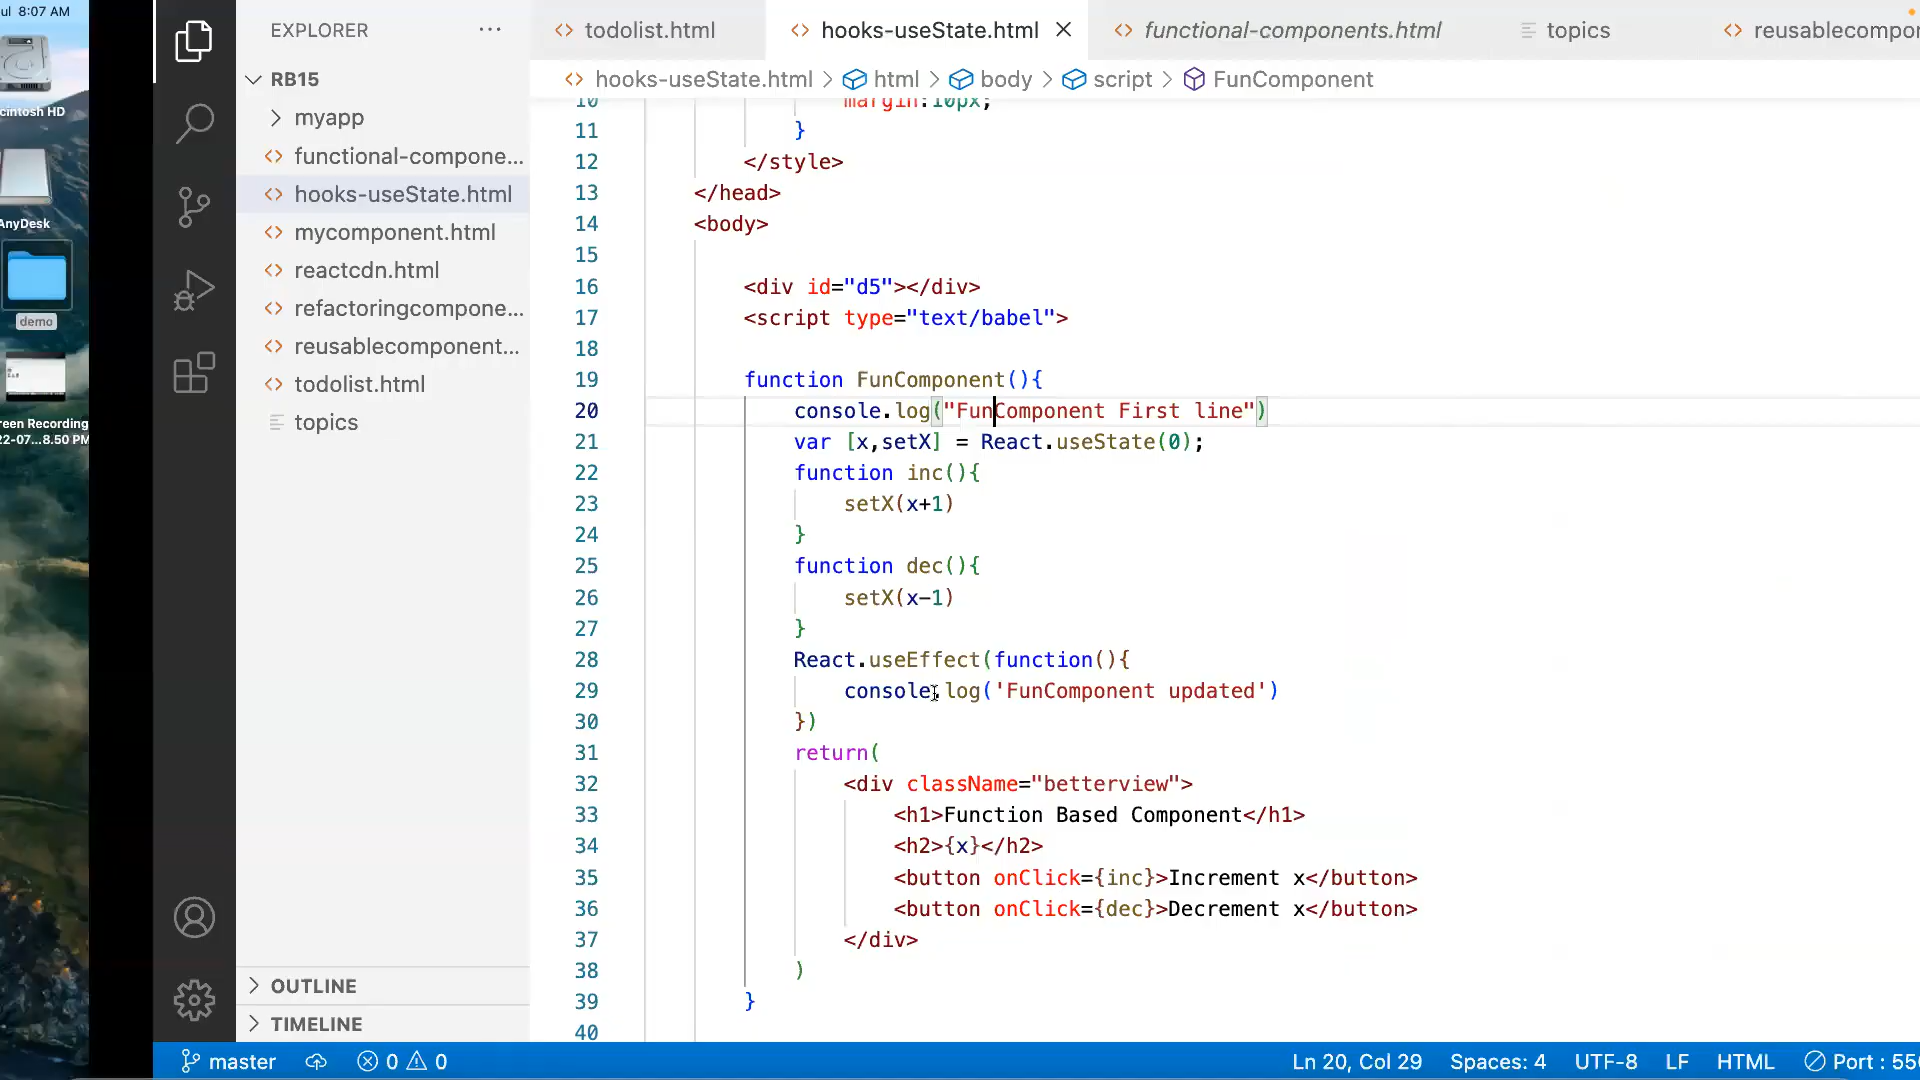 ul 8:07 AM
cintosh HD
AnyDesk
demo
reen Recording
22-07...8.50 PM
EXPLORER ···
RB15
myapp
functional-compone...
hooks-useState.html
mycomponent.html
reactcdn.html
refactoringcompone...
reusablecomponent...
todolist.html
topics
OUTLINE
TIMELINE
todolist.html hooks-useState.html functional-components.html topics reusablecompor
hooks-useState.html > html > body > script > FunComponent
10 margin:10px;
11 }
12 </style>
13 </head>
14 <body>
15
16 <div id="d5"></div>
17 <script type="text/babel">
18
19 function FunComponent(){
20 console.log("FunComponent First line")
21 var [x,setX] = React.useState(0);
22 function inc(){
23 setX(x+1)
24 }
25 function dec(){
26 setX(x-1)
27 }
28 React.useEffect(function(){
29 console.log('FunComponent updated')
30 })
31 return(
32 <div className="betterview">
33 <h1>Function Based Component</h1>
34 <h2>{x}</h2>
35 <button onClick={inc}>Increment x</button>
36 <button onClick={dec}>Decrement x</button>
37 </div>
38 )
39 }
40
master 0 0 Ln 20, Col 29 Spaces: 4 UTF-8 LF HTML Port : 550